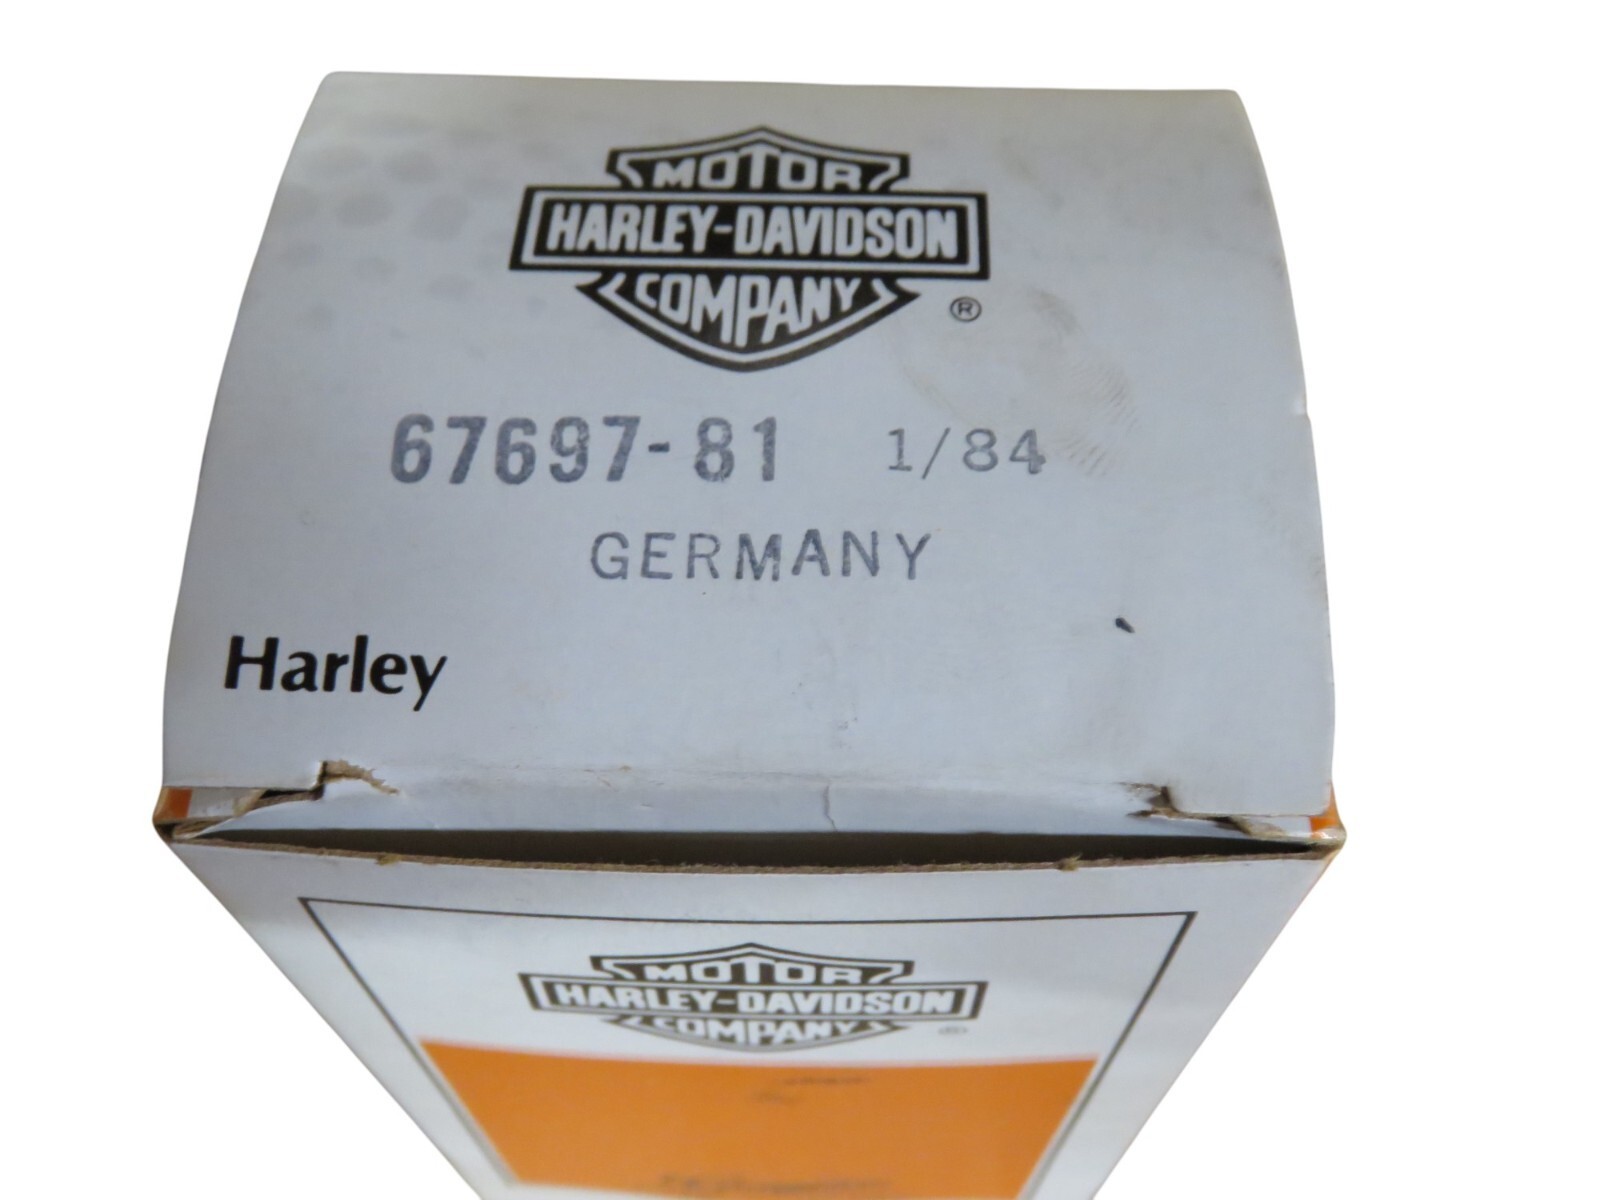 MOTOR
HARLEY-DAVIDSON
COMPANY
®
67697-81 1/84
GERMANY
Harley
MOTOR
HARLEY-DAVIDSON
COMPANY